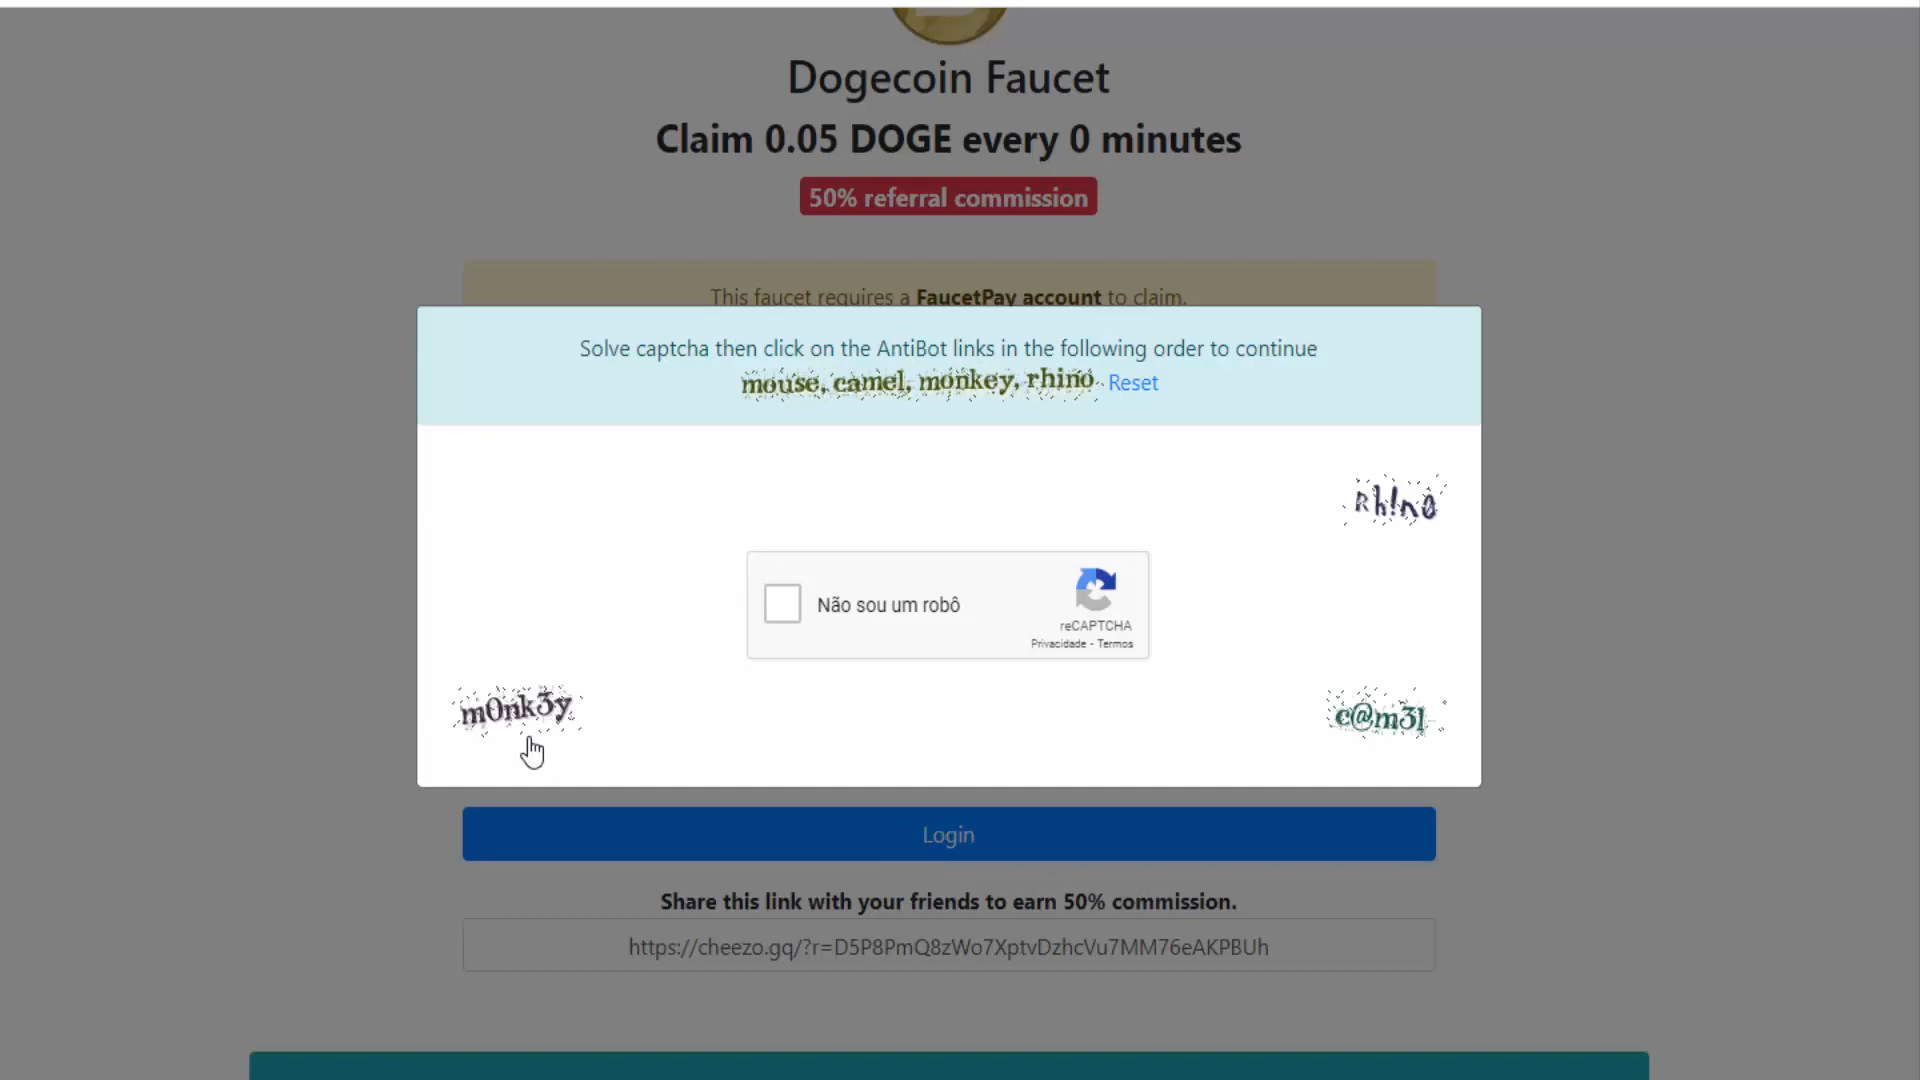 Dogecoin Faucet
Claim 0.05 DOGE every 0 minutes
50% referral commission
This faucet requires a FaucetPay account to claim.
Solve captcha then click on the AntiBot links in the following order to continue
mouse, camel, monkey, rhino Reset
Rh!n0
Não sou um robô
reCAPTCHA
Privacidade - Termos
m0nk3y
c@m3l
Login
Share this link with your friends to earn 50% commission.
https://cheezo.gq/?r=D5P8PmQ8zWo7XptvDzhcVu7MM76eAKPBUh